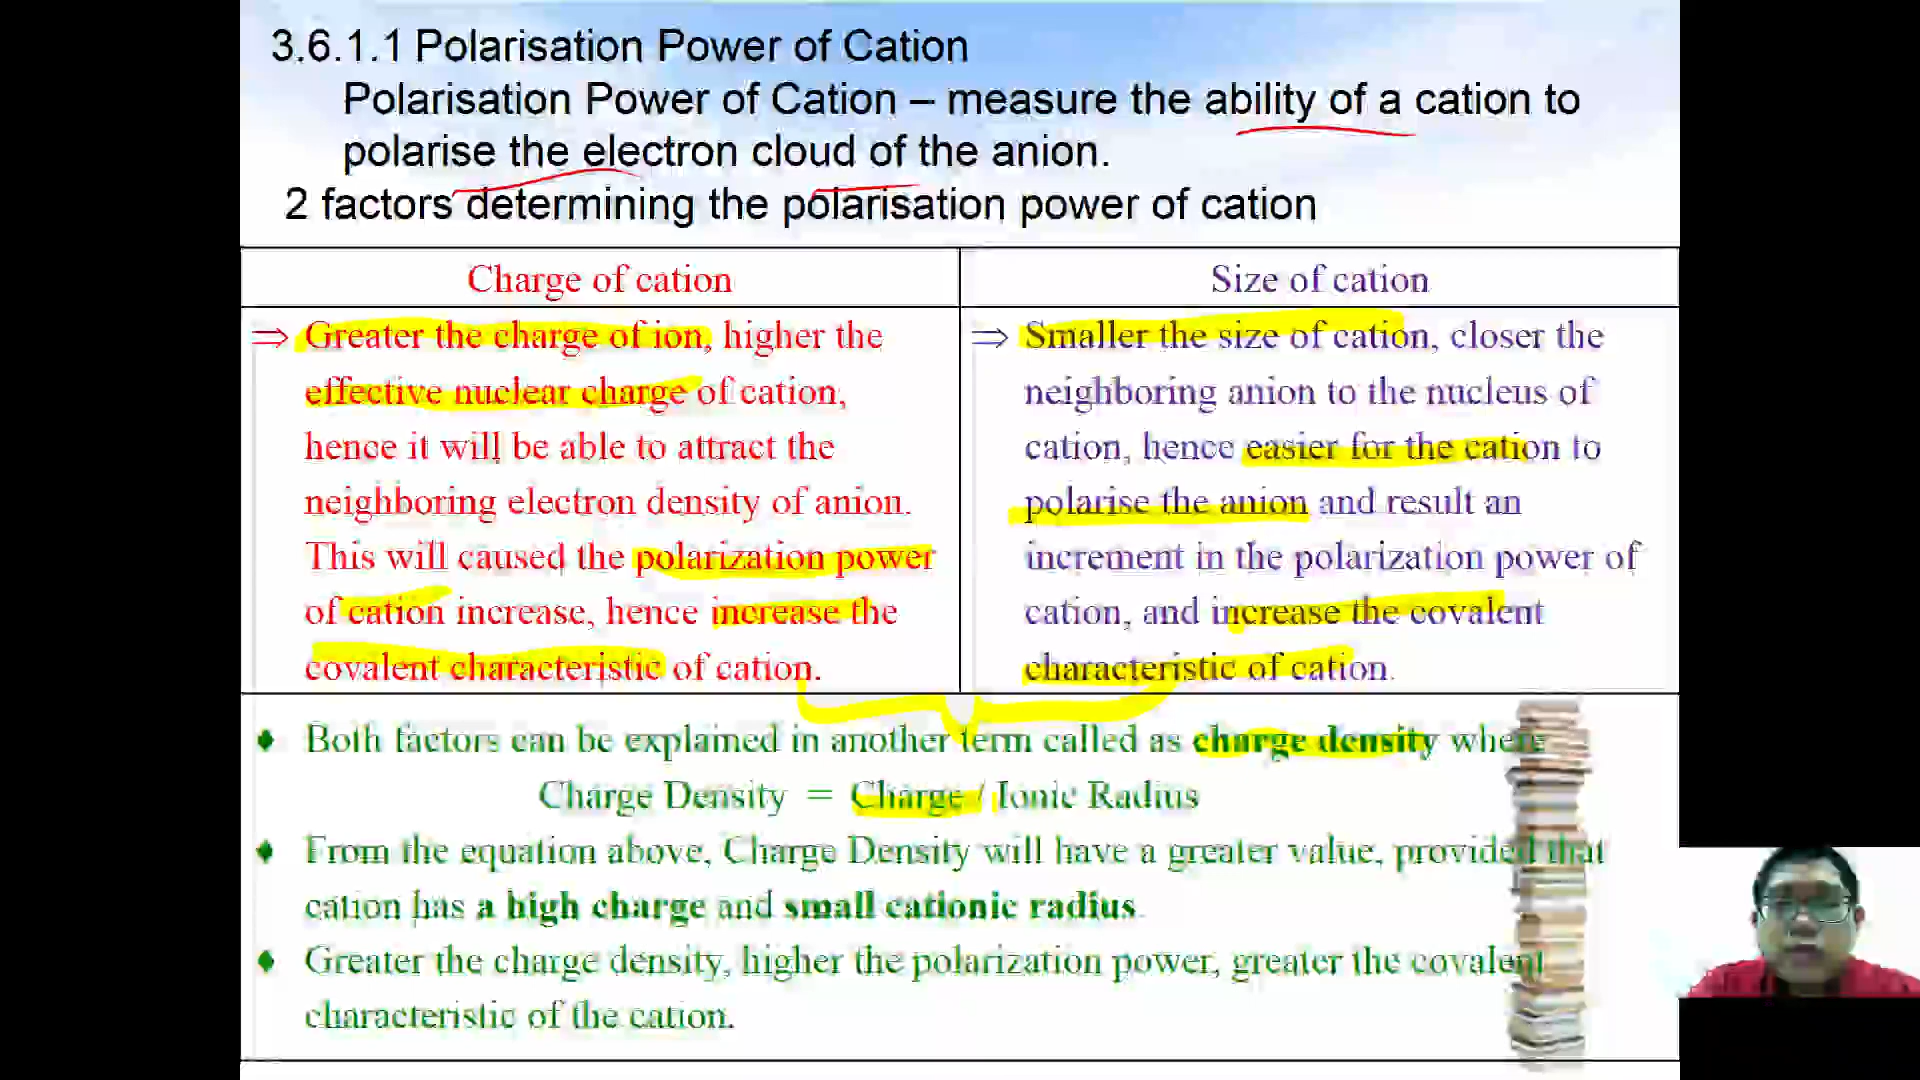 3.6.1.1 Polarisation Power of Cation
Polarisation Power of Cation – measure the ability of a cation to
polarise the electron cloud of the anion.
2 factors determining the polarisation power of cation
Charge of cation
⇒ Greater the charge of ion, higher the
effective nuclear charge of cation,
hence it will be able to attract the
neighboring electron density of anion.
This will caused the polarization power
of cation increase, hence increase the
covalent characteristic of cation.
Size of cation
⇒ Smaller the size of cation, closer the
neighboring anion to the nucleus of
cation, hence easier for the cation to
polarise the anion and result an
increment in the polarization power of
cation, and increase the covalent
characteristic of cation.
♦ Both factors can be explained in another term called as charge density where
Charge Density = Charge / Ionic Radius
♦ From the equation above, Charge Density will have a greater value, provided that
cation has a high charge and small cationic radius.
♦ Greater the charge density, higher the polarization power, greater the covalent
characteristic of the cation.